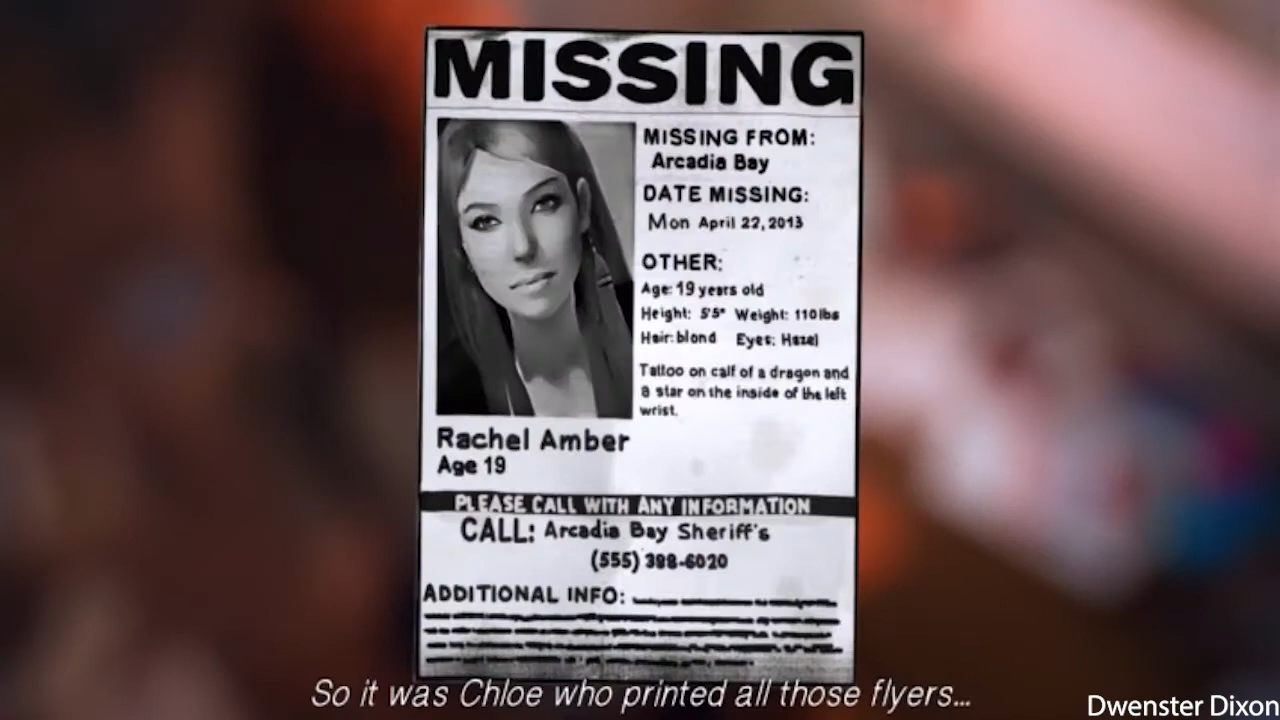 MISSING
MISSING FROM:
Arcadia Bay
DATE MISSING:
Mon April 22, 2013
OTHER:
Age: 19 years old
Height: 5'5" Weight: 110lbs
Hair: blond Eyes: Hazel
Tattoo on calf of a dragon and
a star on the inside of the left
wrist.
Rachel Amber
Age 19
PLEASE CALL WITH ANY INFORMATION
CALL: Arcadia Bay Sheriff's
(555) 398-6020
ADDITIONAL INFO:
So it was Chloe who printed all those flyers...
Dwenster Dixon